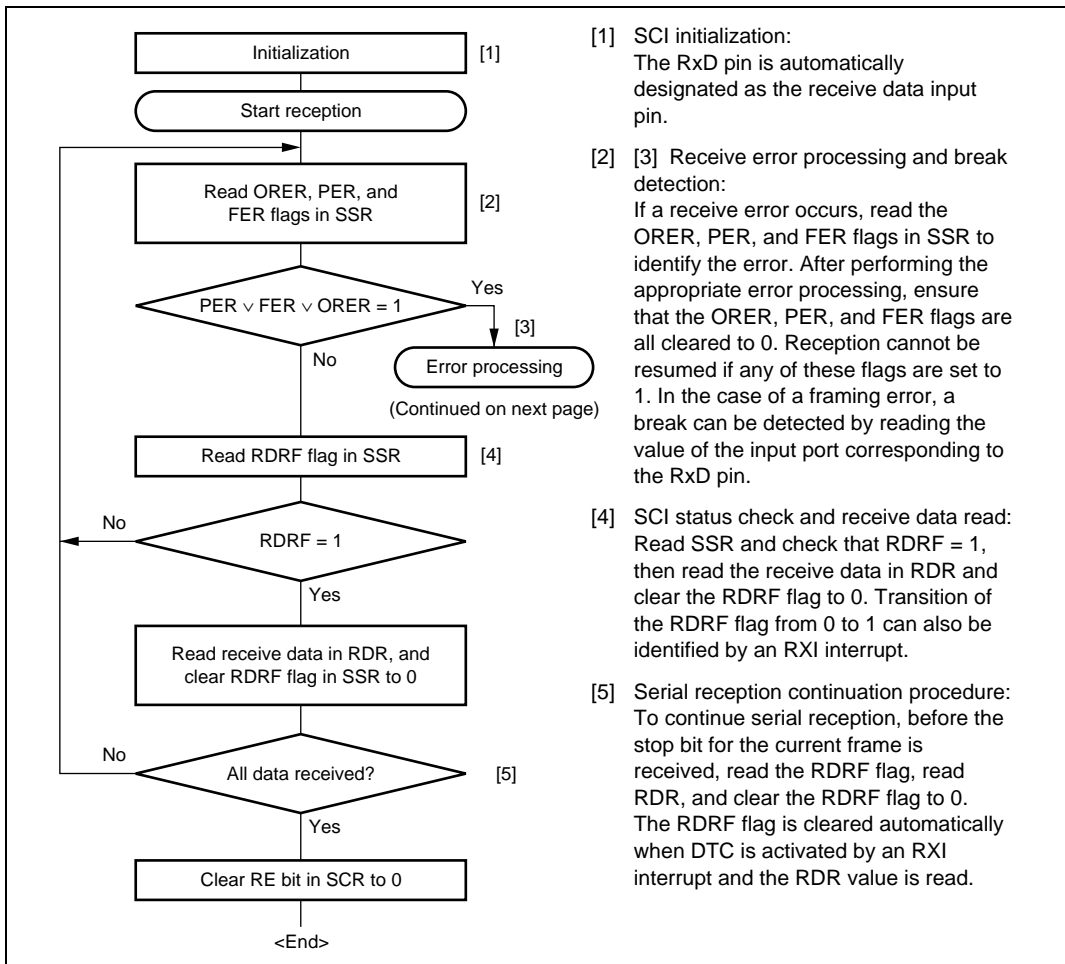 Initialization
[1]
Start reception
Read ORER, PER, and
FER flags in SSR
[2]
PER ∨ FER ∨ ORER = 1
Yes
[3]
No
Error processing
(Continued on next page)
Read RDRF flag in SSR
[4]
No
RDRF = 1
Yes
Read receive data in RDR, and
clear RDRF flag in SSR to 0
No
All data received?
[5]
Yes
Clear RE bit in SCR to 0
<End>
[1] SCI initialization:
The RxD pin is automatically
designated as the receive data input
pin.
[2] [3] Receive error processing and break
detection:
If a receive error occurs, read the
ORER, PER, and FER flags in SSR to
identify the error. After performing the
appropriate error processing, ensure
that the ORER, PER, and FER flags are
all cleared to 0. Reception cannot be
resumed if any of these flags are set to
1. In the case of a framing error, a
break can be detected by reading the
value of the input port corresponding to
the RxD pin.
[4] SCI status check and receive data read:
Read SSR and check that RDRF = 1,
then read the receive data in RDR and
clear the RDRF flag to 0. Transition of
the RDRF flag from 0 to 1 can also be
identified by an RXI interrupt.
[5] Serial reception continuation procedure:
To continue serial reception, before the
stop bit for the current frame is
received, read the RDRF flag, read
RDR, and clear the RDRF flag to 0.
The RDRF flag is cleared automatically
when DTC is activated by an RXI
interrupt and the RDR value is read.